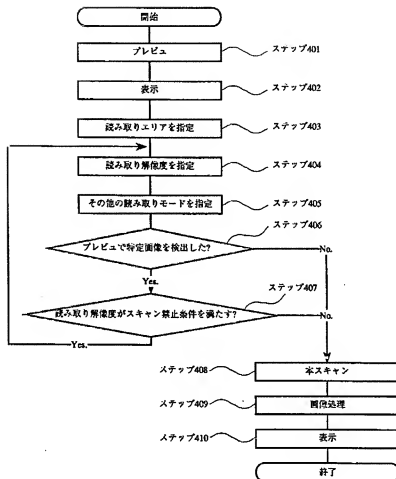 開始
プレビュ
ステップ401
表示
ステップ402
読み取りエリアを指定
ステップ403
読み取り解像度を指定
ステップ404
その他の読み取りモードを指定
ステップ405
ステップ406
プレビュで特定画像を検出した?
No.
Yes.
ステップ407
読み取り解像度がスキャン禁止条件を満たす?
No.
Yes.
ステップ408
本スキャン
ステップ409
画像処理
ステップ410
表示
終了